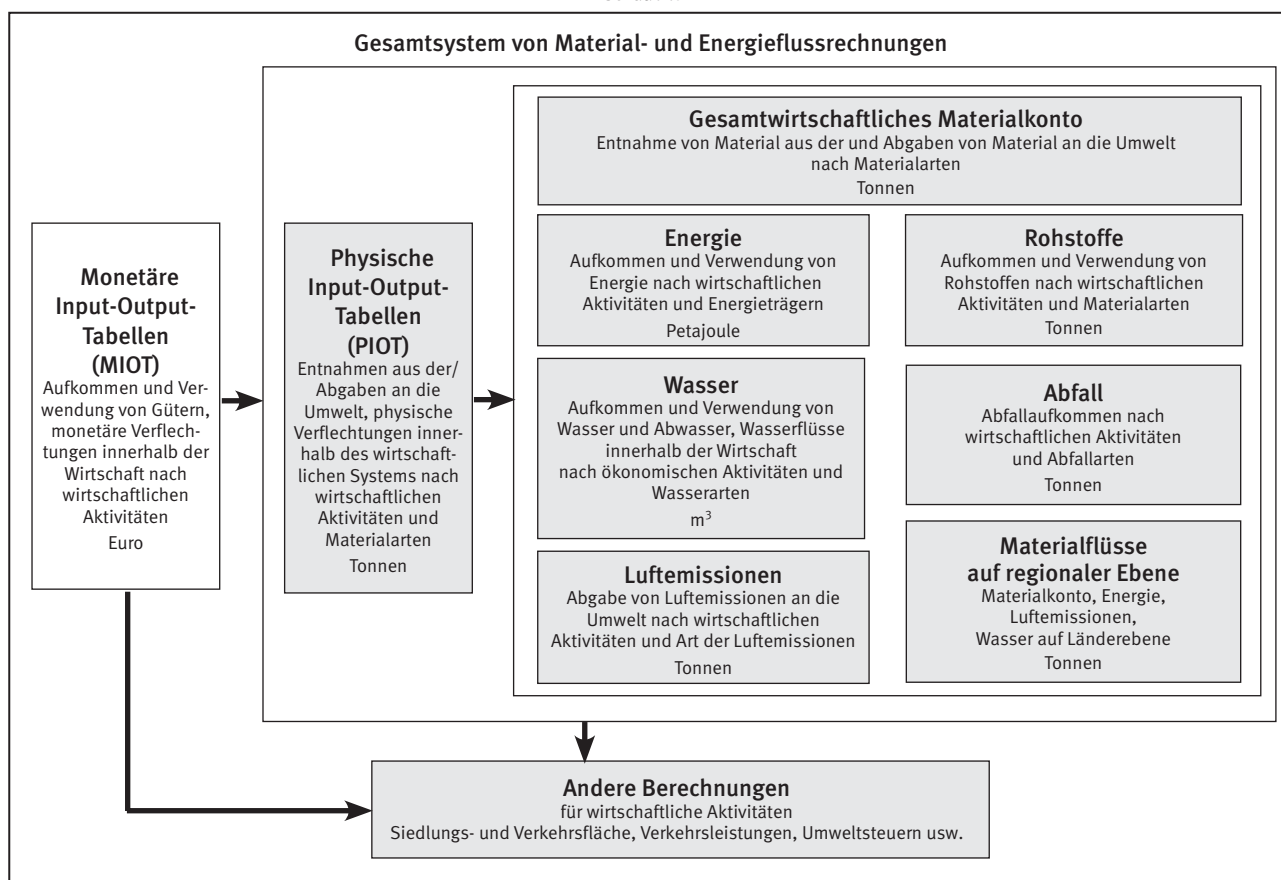 Gesamtsystem von Material- und Energieflussrechnungen
Monetäre
Input-Output-
Tabellen
(MIOT)
Aufkommen und Ver-
wendung von Gütern,
monetäre Verflech-
tungen innerhalb der
Wirtschaft nach
wirtschaftlichen
Aktivitäten
Euro
Physische
Input-Output-
Tabellen
(PIOT)
Entnahmen aus der/
Abgaben an die
Umwelt, physische
Verflechtungen inner-
halb des wirtschaft-
lichen Systems nach
wirtschaftlichen
Aktivitäten und
Materialarten
Tonnen
Gesamtwirtschaftliches Materialkonto
Entnahme von Material aus der und Abgaben von Material an die Umwelt
nach Materialarten
Tonnen
Energie
Aufkommen und Verwendung von
Energie nach wirtschaftlichen
Aktivitäten und Energieträgern
Petajoule
Rohstoffe
Aufkommen und Verwendung von
Rohstoffen nach wirtschaftlichen
Aktivitäten und Materialarten
Tonnen
Wasser
Aufkommen und Verwendung von
Wasser und Abwasser, Wasserflüsse
innerhalb der Wirtschaft
nach ökonomischen Aktivitäten und
Wasserarten
m³
Abfall
Abfallaufkommen nach
wirtschaftlichen Aktivitäten
und Abfallarten
Tonnen
Luftemissionen
Abgabe von Luftemissionen an die
Umwelt nach wirtschaftlichen
Aktivitäten und Art der Luftemissionen
Tonnen
Materialflüsse
auf regionaler Ebene
Materialkonto, Energie,
Luftemissionen,
Wasser auf Länderebene
Tonnen
Andere Berechnungen
für wirtschaftliche Aktivitäten
Siedlungs- und Verkehrsfläche, Verkehrsleistungen, Umweltsteuern usw.